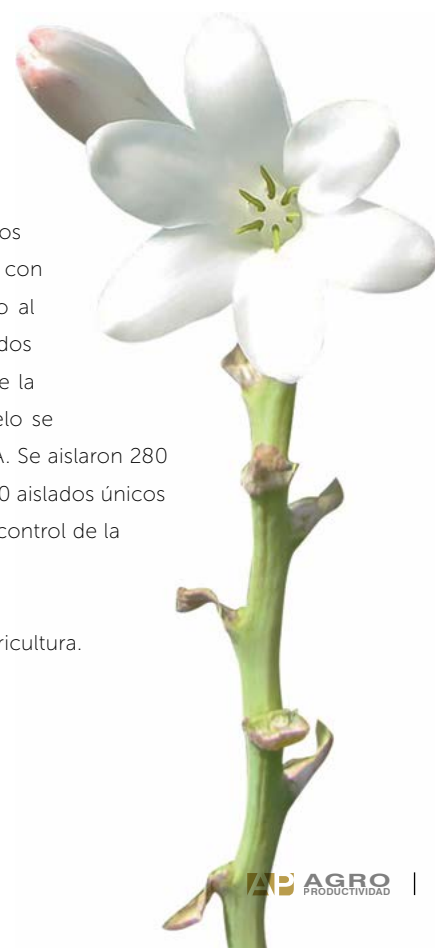 os
con
o al
dos
e la
elo se
A. Se aislaron 280
0 aislados únicos
control de la
ricultura.
AP AGRO
PRODUCTIVIDAD |